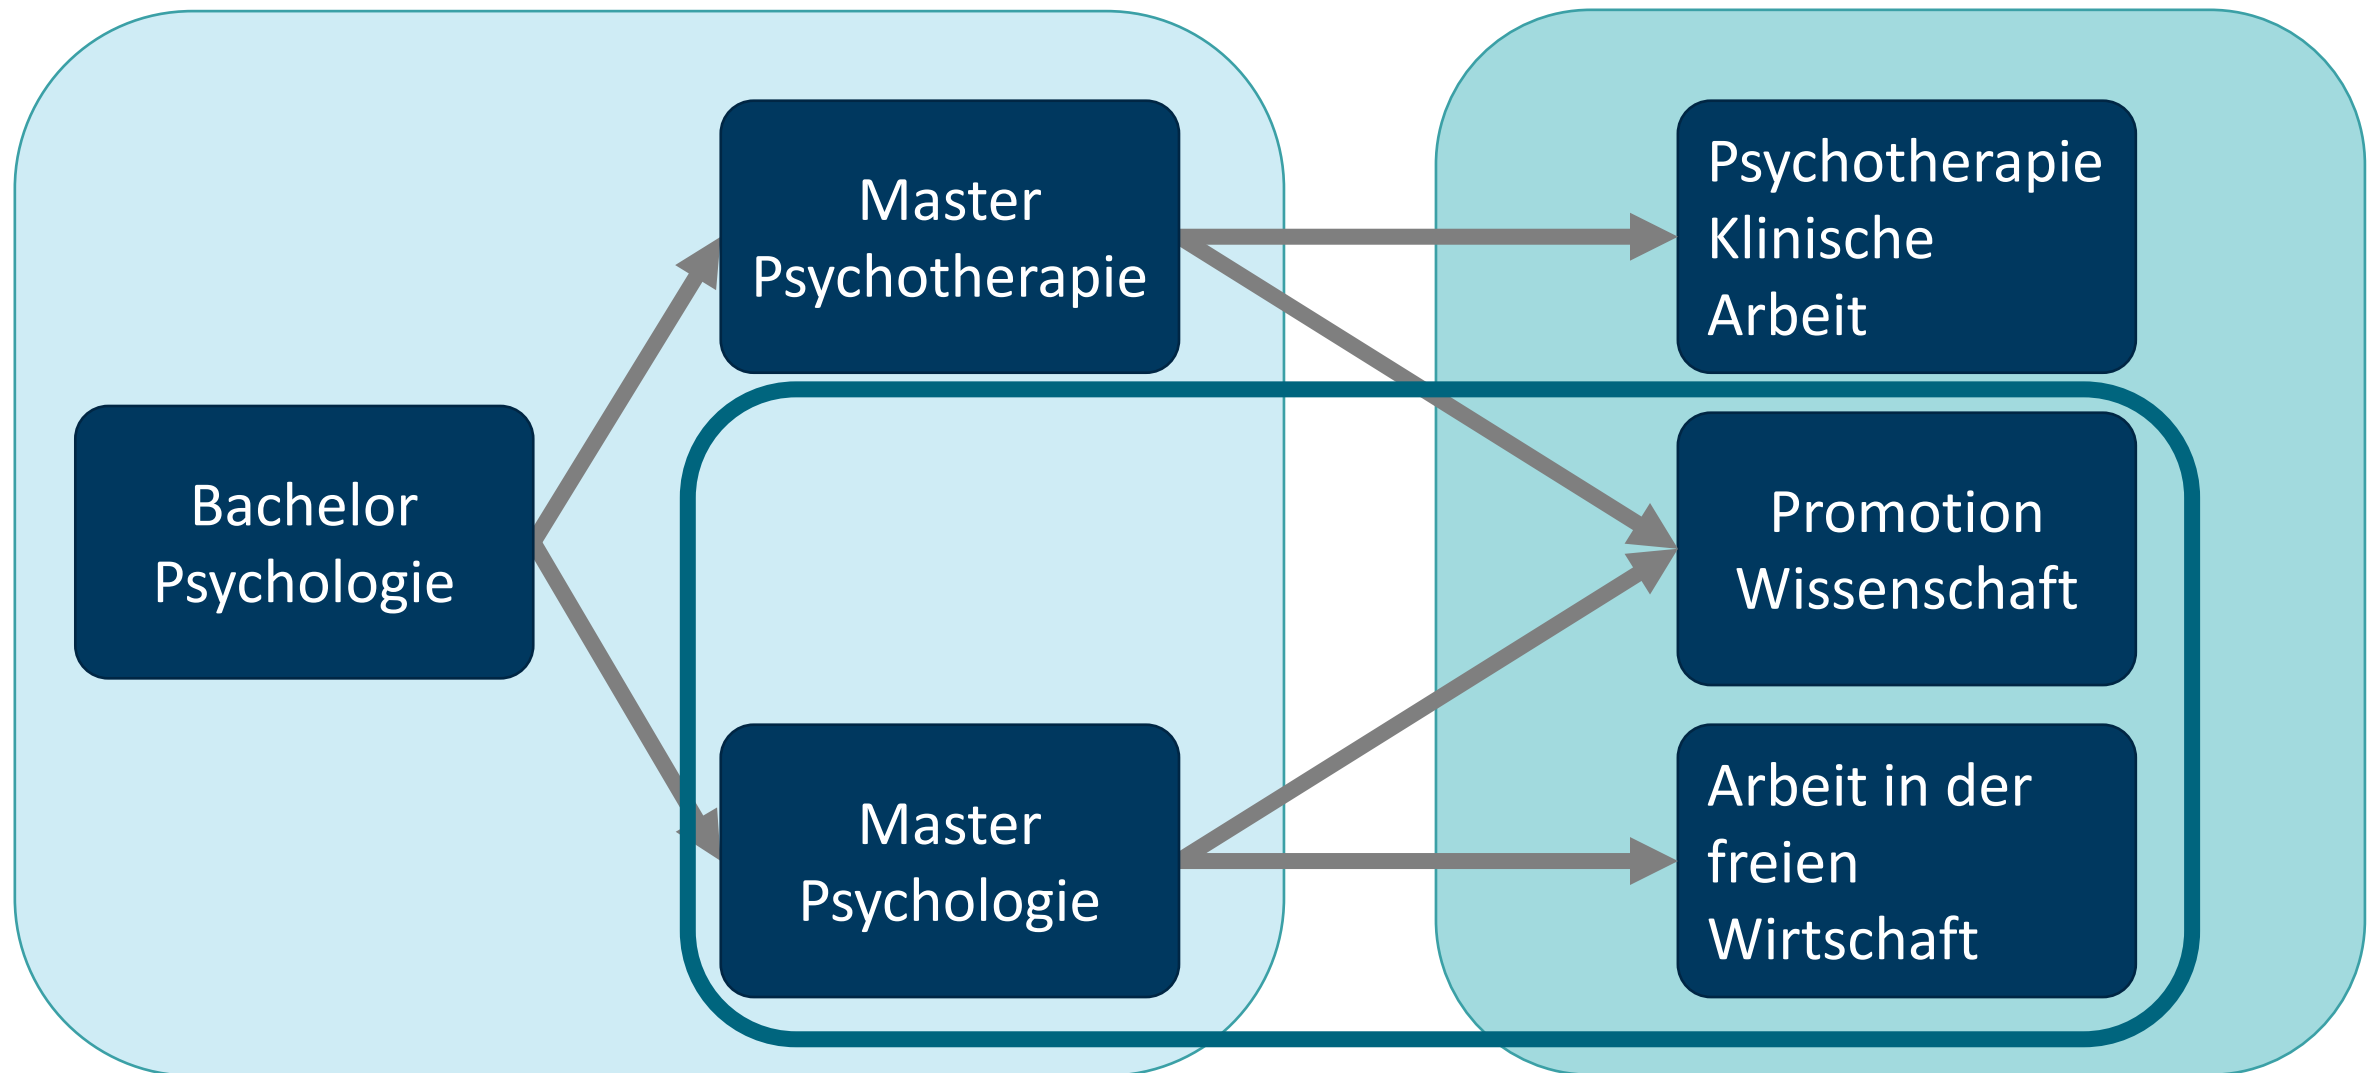 Bachelor
Psychologie
Master
Psychotherapie
Master
Psychologie
Psychotherapie
Klinische
Arbeit
Promotion
Wissenschaft
Arbeit in der
freien
Wirtschaft